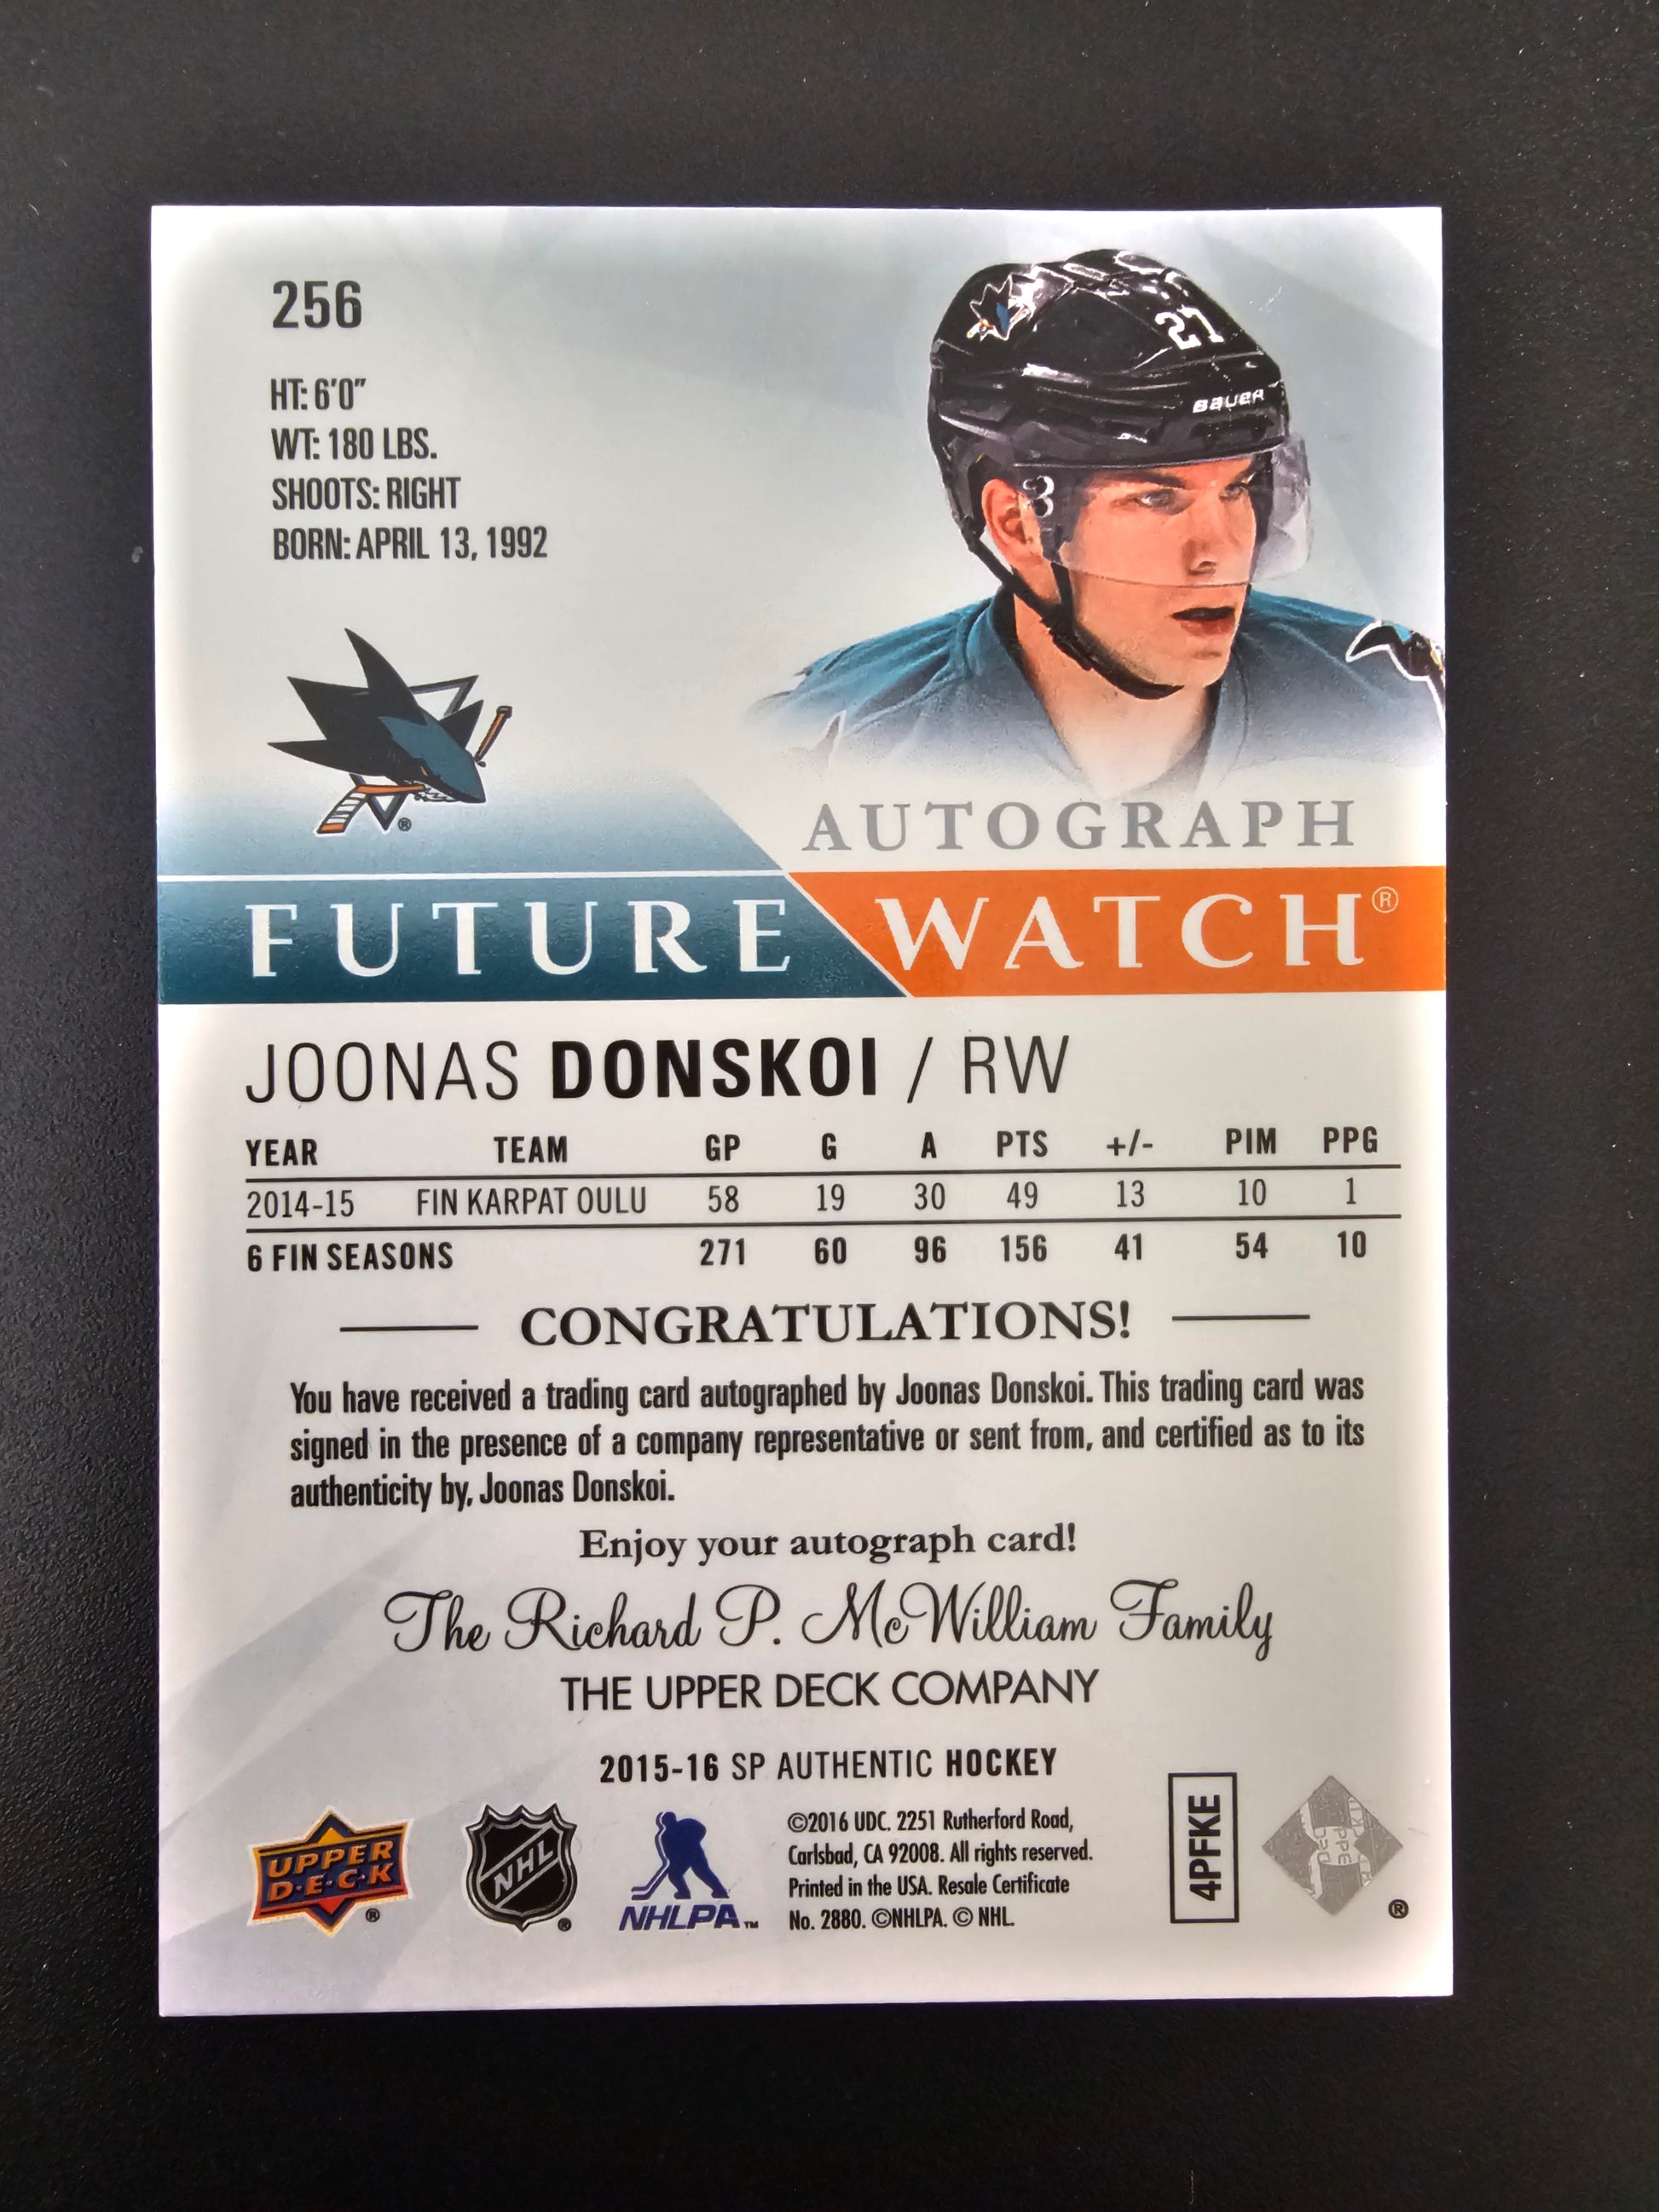 256
HT: 6'0"
WT: 180 LBS.
SHOOTS: RIGHT
BORN: APRIL 13, 1992
27
BAUER
®
AUTOGRAPH
FUTURE WATCH®
JOONAS DONSKOI / RW
YEAR TEAM GP G A PTS +/- PIM PPG
2014-15 FIN KARPAT OULU 58 19 30 49 13 10 1
6 FIN SEASONS 271 60 96 156 41 54 10
CONGRATULATIONS!
You have received a trading card autographed by Joonas Donskoi. This trading card was
signed in the presence of a company representative or sent from, and certified as to its
authenticity by, Joonas Donskoi.
Enjoy your autograph card!
The Richard P. McWilliam Family
THE UPPER DECK COMPANY
2015-16 SP AUTHENTIC HOCKEY
UPPER
D·E·C·K
®
NHL
®
NHLPA™
©2016 UDC. 2251 Rutherford Road,
Carlsbad, CA 92008. All rights reserved.
Printed in the USA. Resale Certificate
No. 2880. ©NHLPA. © NHL.
4PFKE
®